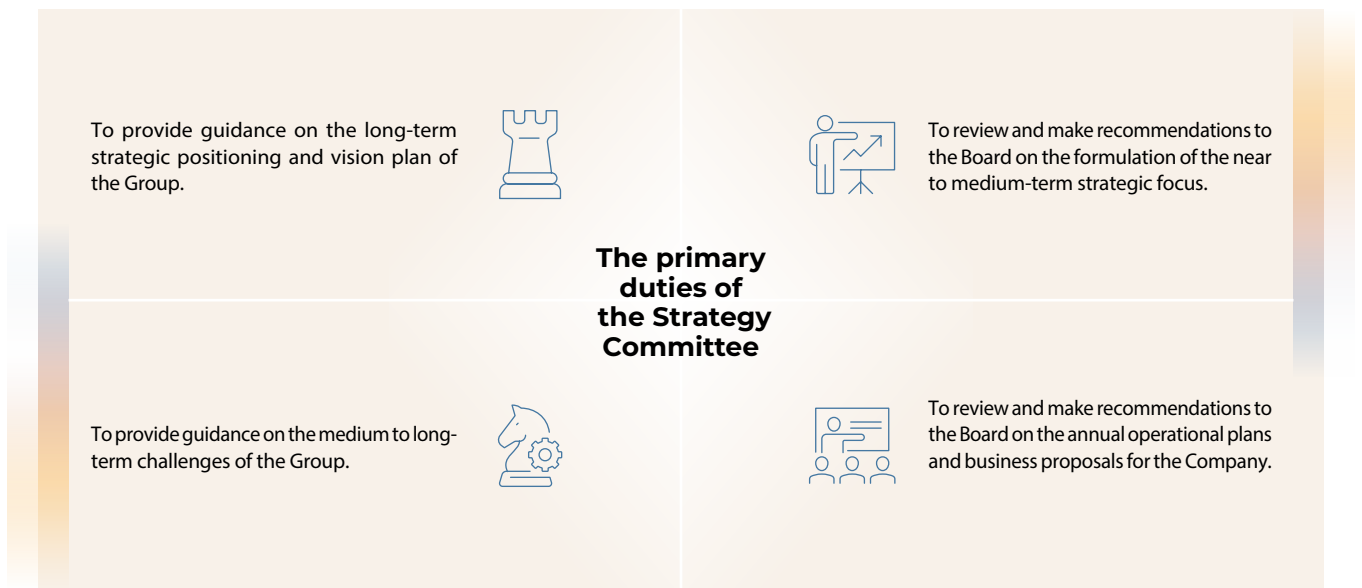 To provide guidance on the long-term
strategic positioning and vision plan of
the Group.
To review and make recommendations to
the Board on the formulation of the near
to medium-term strategic focus.
The primary
duties of
the Strategy
Committee
To provide guidance on the medium to long-
term challenges of the Group.
To review and make recommendations to
the Board on the annual operational plans
and business proposals for the Company.